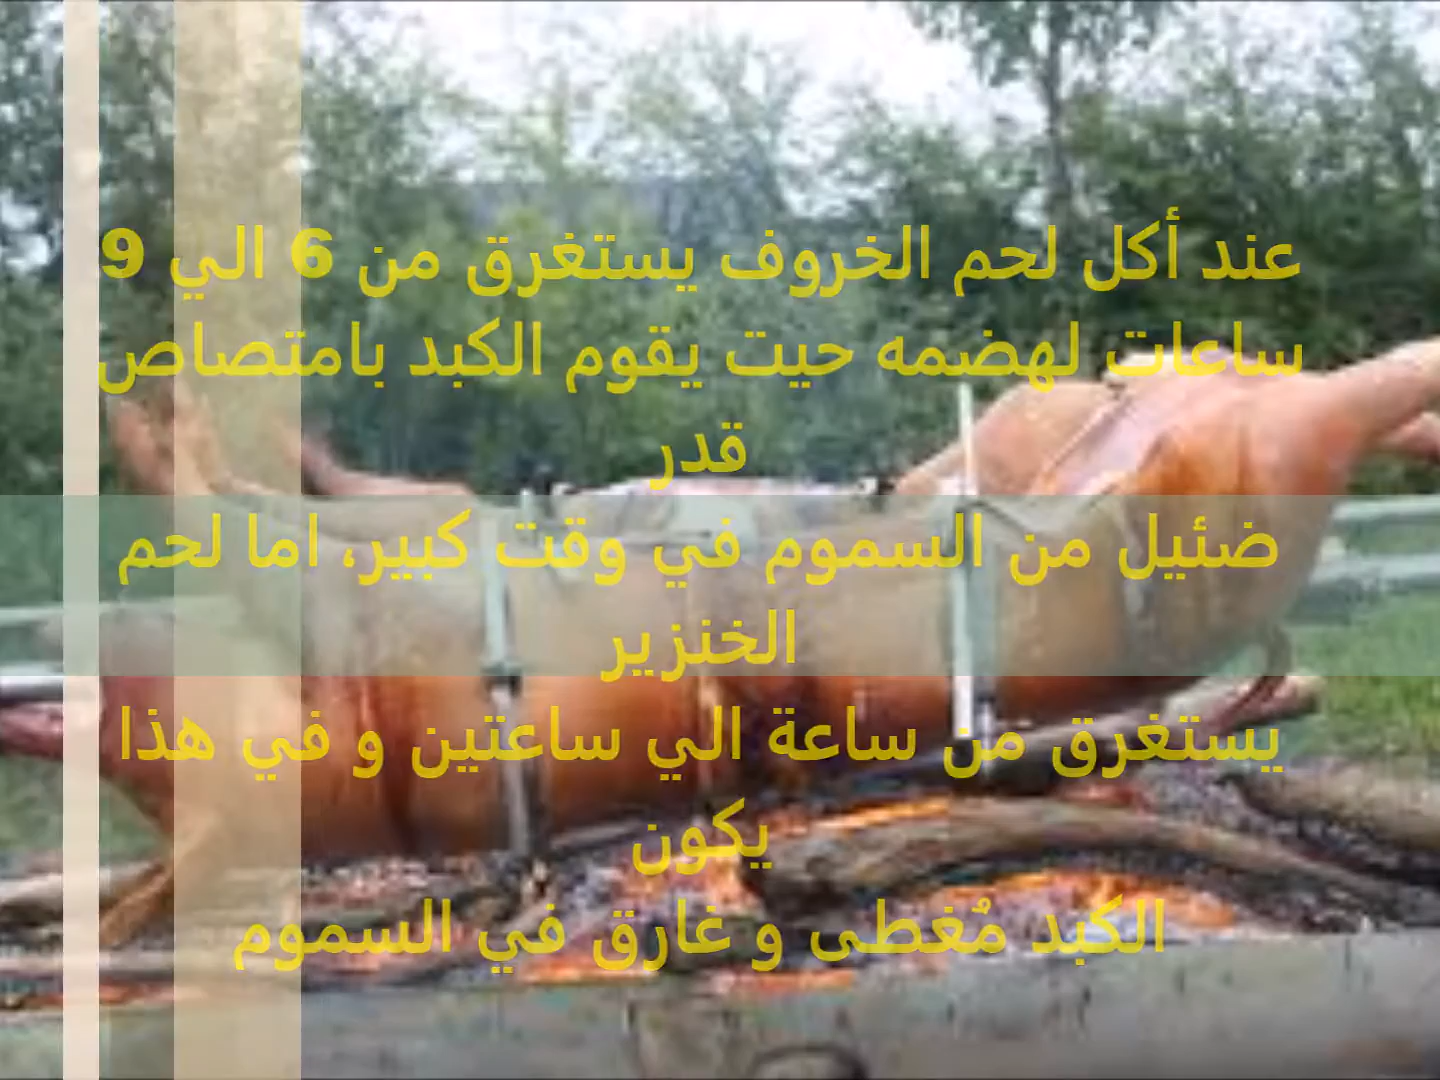 عند أكل لحم الخروف يستغرق من 6 الي 9
ساعات لهضمه حيت يقوم الكبد بامتصاص
قدر
ضئيل من السموم في وقت كبير، اما لحم
الخنزير
يستغرق من ساعة الي ساعتين و في هذا
يكون
الكبد مُغطى و غارق في السموم